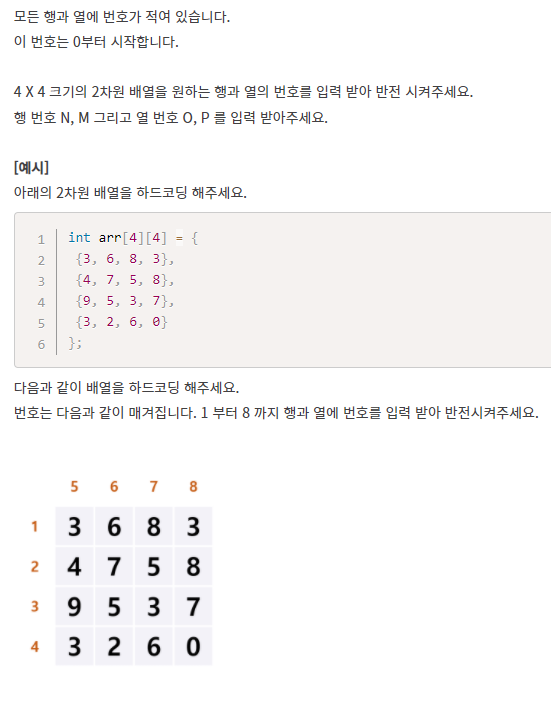 모든 행과 열에 번호가 적여 있습니다.
이 번호는 0부터 시작합니다.
4 X 4 크기의 2차원 배열을 원하는 행과 열의 번호를 입력 받아 반전 시켜주세요.
행 번호 N, M 그리고 열 번호 O, P 를 입력 받아주세요.
[예시]
아래의 2차원 배열을 하드코딩 해주세요.
1 int arr[4][4] = {
2 {3, 6, 8, 3},
3 {4, 7, 5, 8},
4 {9, 5, 3, 7},
5 {3, 2, 6, 0}
6 };
다음과 같이 배열을 하드코딩 해주세요.
번호는 다음과 같이 매겨집니다. 1 부터 8 까지 행과 열에 번호를 입력 받아 반전시켜주세요.
5 6 7 8
1 3 6 8 3
2 4 7 5 8
3 9 5 3 7
4 3 2 6 0